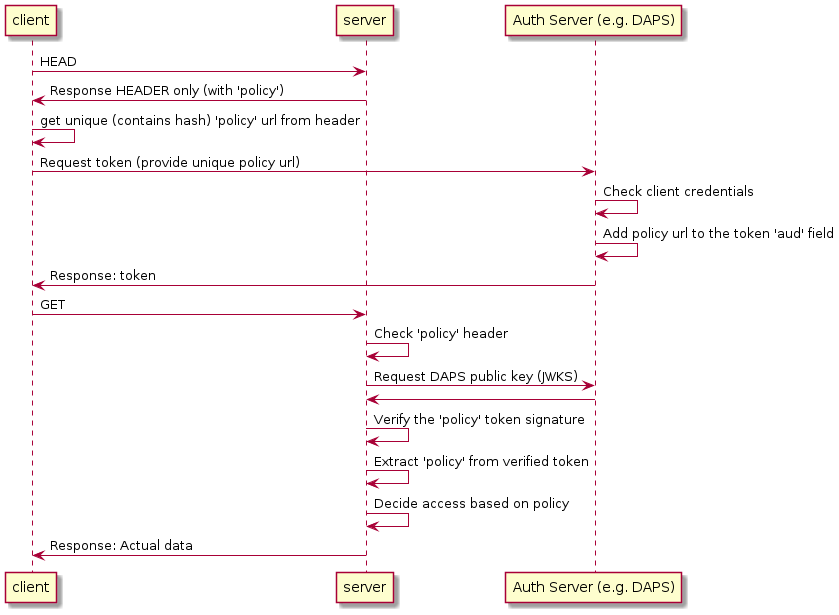 client
server
Auth Server (e.g. DAPS)
HEAD
Response HEADER only (with 'policy')
get unique (contains hash) 'policy' url from header
Request token (provide unique policy url)
Check client credentials
Add policy url to the token 'aud' field
Response: token
GET
Check 'policy' header
Request DAPS public key (JWKS)
Verify the 'policy' token signature
Extract 'policy' from verified token
Decide access based on policy
Response: Actual data
client
server
Auth Server (e.g. DAPS)